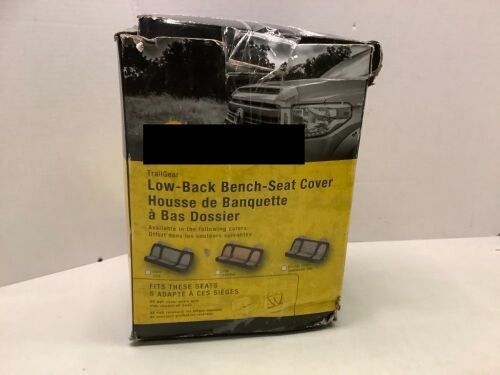 TrailGear
Low-Back Bench-Seat Cover
Housse de Banquette
à Bas Dossier
Available in the following colors:
Offert dans les couleurs suivantes
FITS THESE SEATS
S'ADAPTE À CES SIÈGES